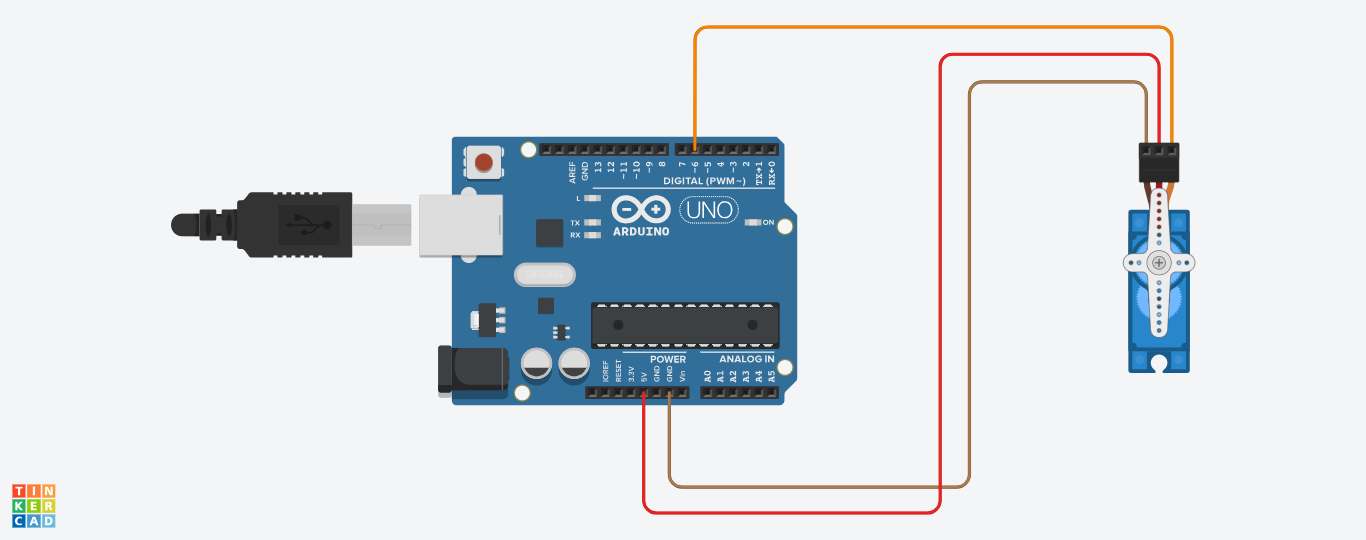 AREF
GND
13
12
~11
~10
~9
8
7
~6
~5
4
~3
2
TX→1
RX←0
DIGITAL (PWM~)
L
TX
RX
ARDUINO
UNO
ON
POWER
ANALOG IN
IOREF
RESET
3.3V
5V
GND
GND
Vin
A0
A1
A2
A3
A4
A5
TIN
KER
CAD